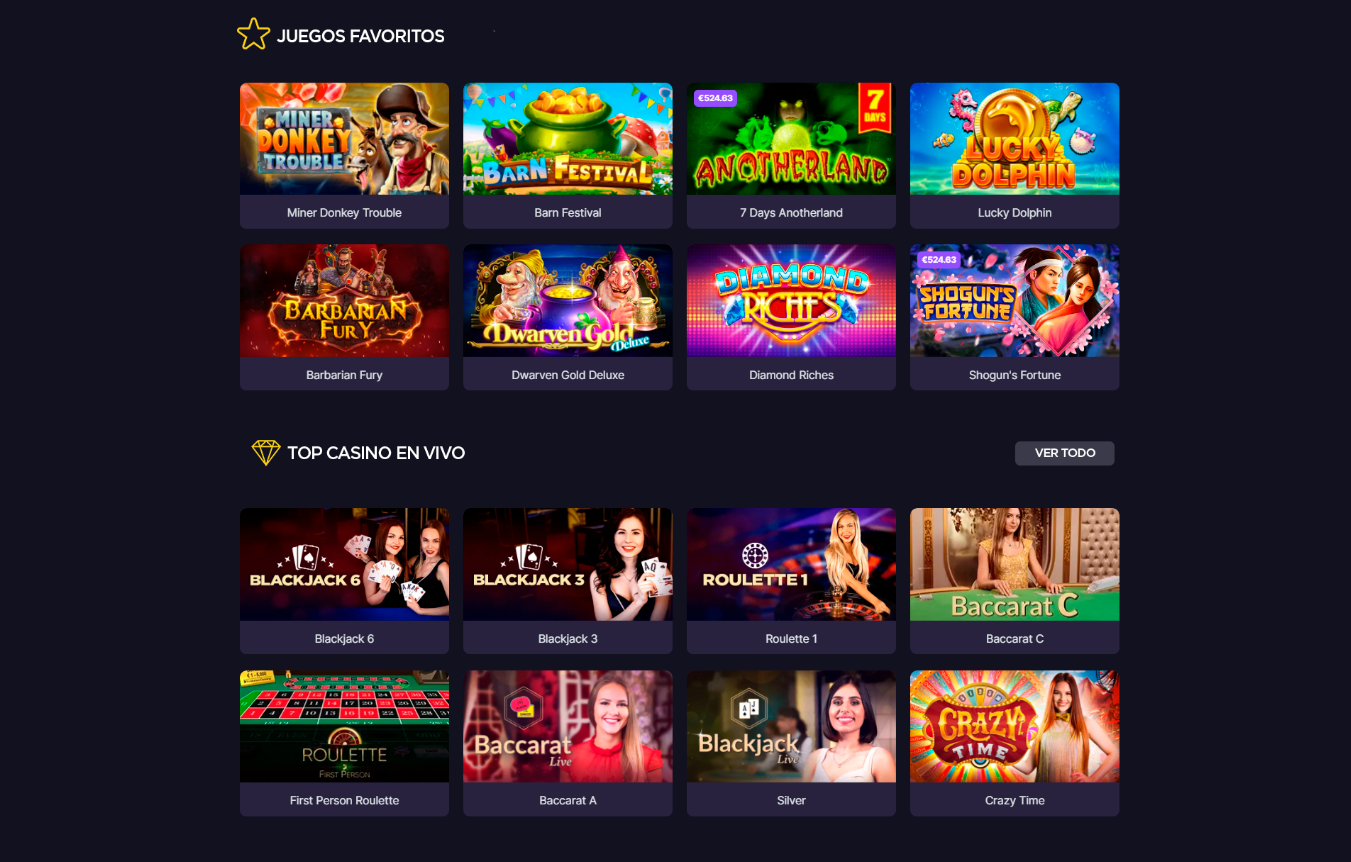 JUEGOS FAVORITOS
MINER
DONKEY
TROUBLE
BARN FESTIVAL
€524.63
7
DAYS
ANOTHERLAND
LUCKY
DOLPHIN
Miner Donkey Trouble
Barn Festival
7 Days Anotherland
Lucky Dolphin
BARBARIAN
FURY
Dwarven Gold
Deluxe
DIAMOND
RICHES
€524.63
SHOGUN'S
FORTUNE
Barbarian Fury
Dwarven Gold Deluxe
Diamond Riches
Shogun's Fortune
TOP CASINO EN VIVO
VER TODO
BLACKJACK 6
BLACKJACK 3
ROULETTE 1
Baccarat C
Blackjack 6
Blackjack 3
Roulette 1
Baccarat C
ROULETTE
FIRST PERSON
Baccarat
Live
Blackjack
Live
CRAZY
TIME
First Person Roulette
Baccarat A
Silver
Crazy Time